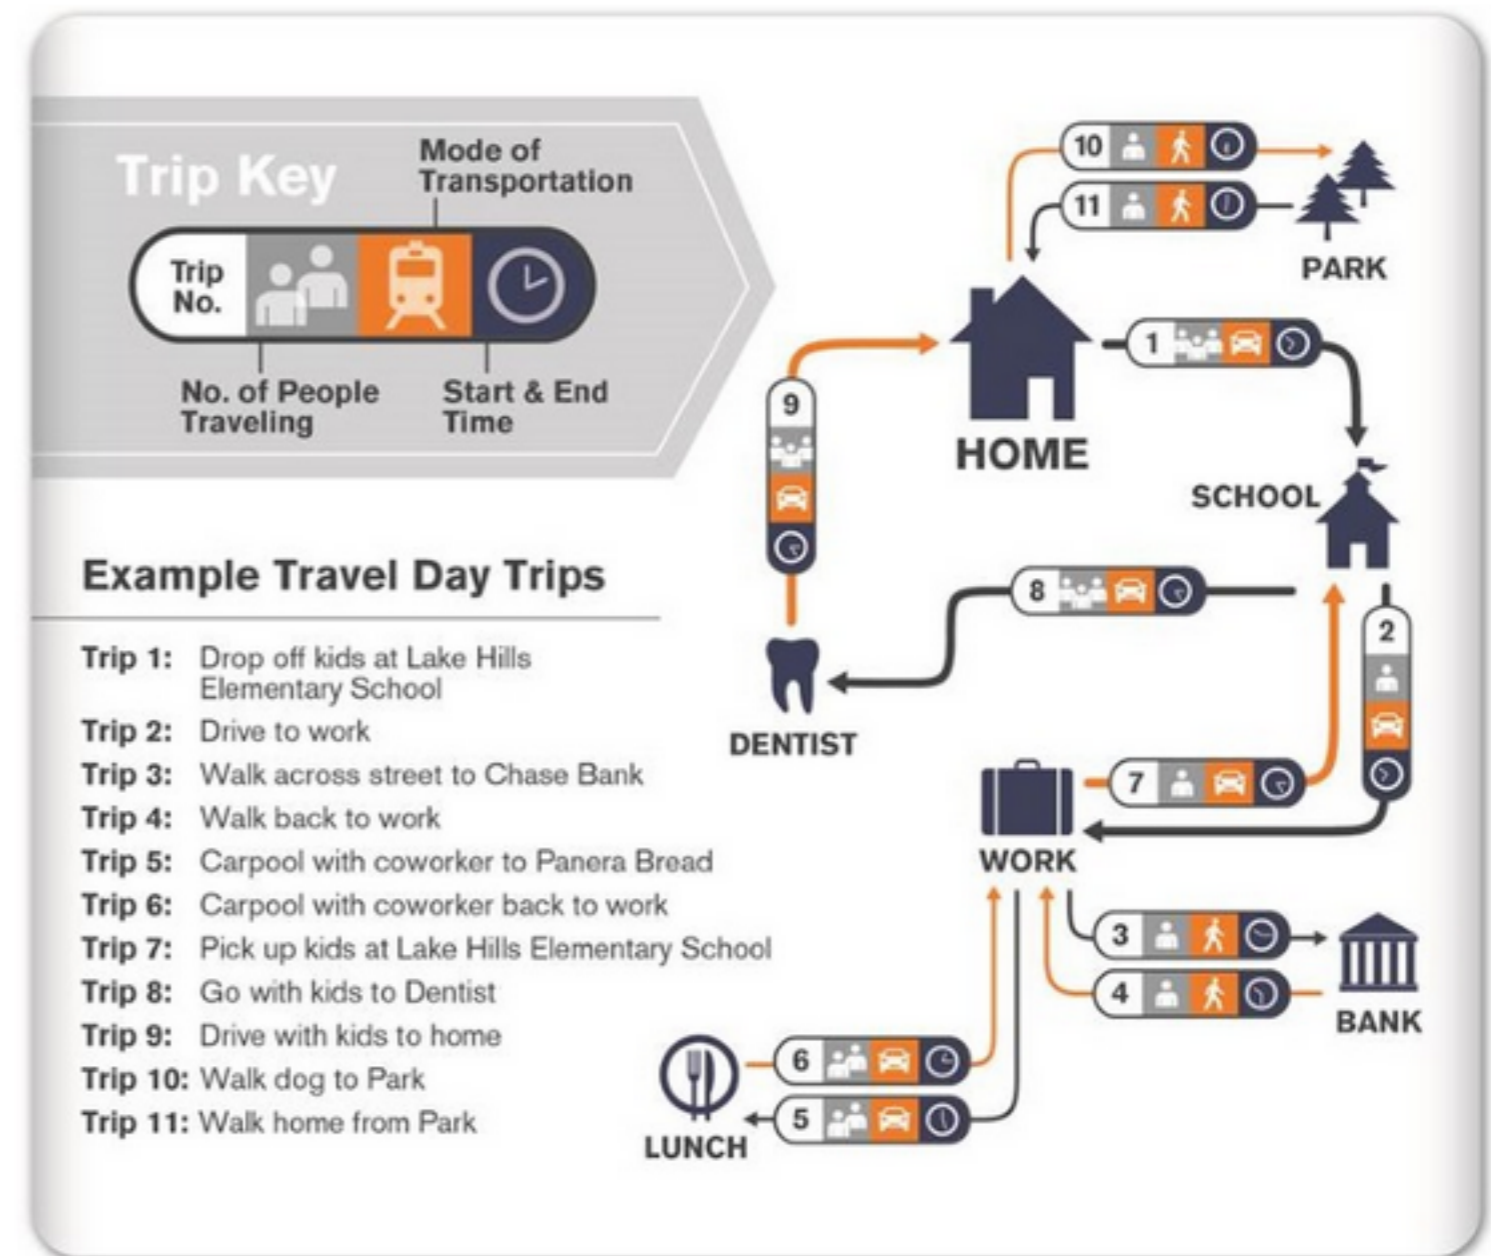 Trip Key
Mode of
Transportation
Trip
No.
No. of People
Traveling
Start & End
Time
Example Travel Day Trips
Trip 1: Drop off kids at Lake Hills
Elementary School
Trip 2: Drive to work
Trip 3: Walk across street to Chase Bank
Trip 4: Walk back to work
Trip 5: Carpool with coworker to Panera Bread
Trip 6: Carpool with coworker back to work
Trip 7: Pick up kids at Lake Hills Elementary School
Trip 8: Go with kids to Dentist
Trip 9: Drive with kids to home
Trip 10: Walk dog to Park
Trip 11: Walk home from Park
10
11
PARK
1
HOME
9
SCHOOL
8
2
DENTIST
7
WORK
3
4
BANK
6
5
LUNCH